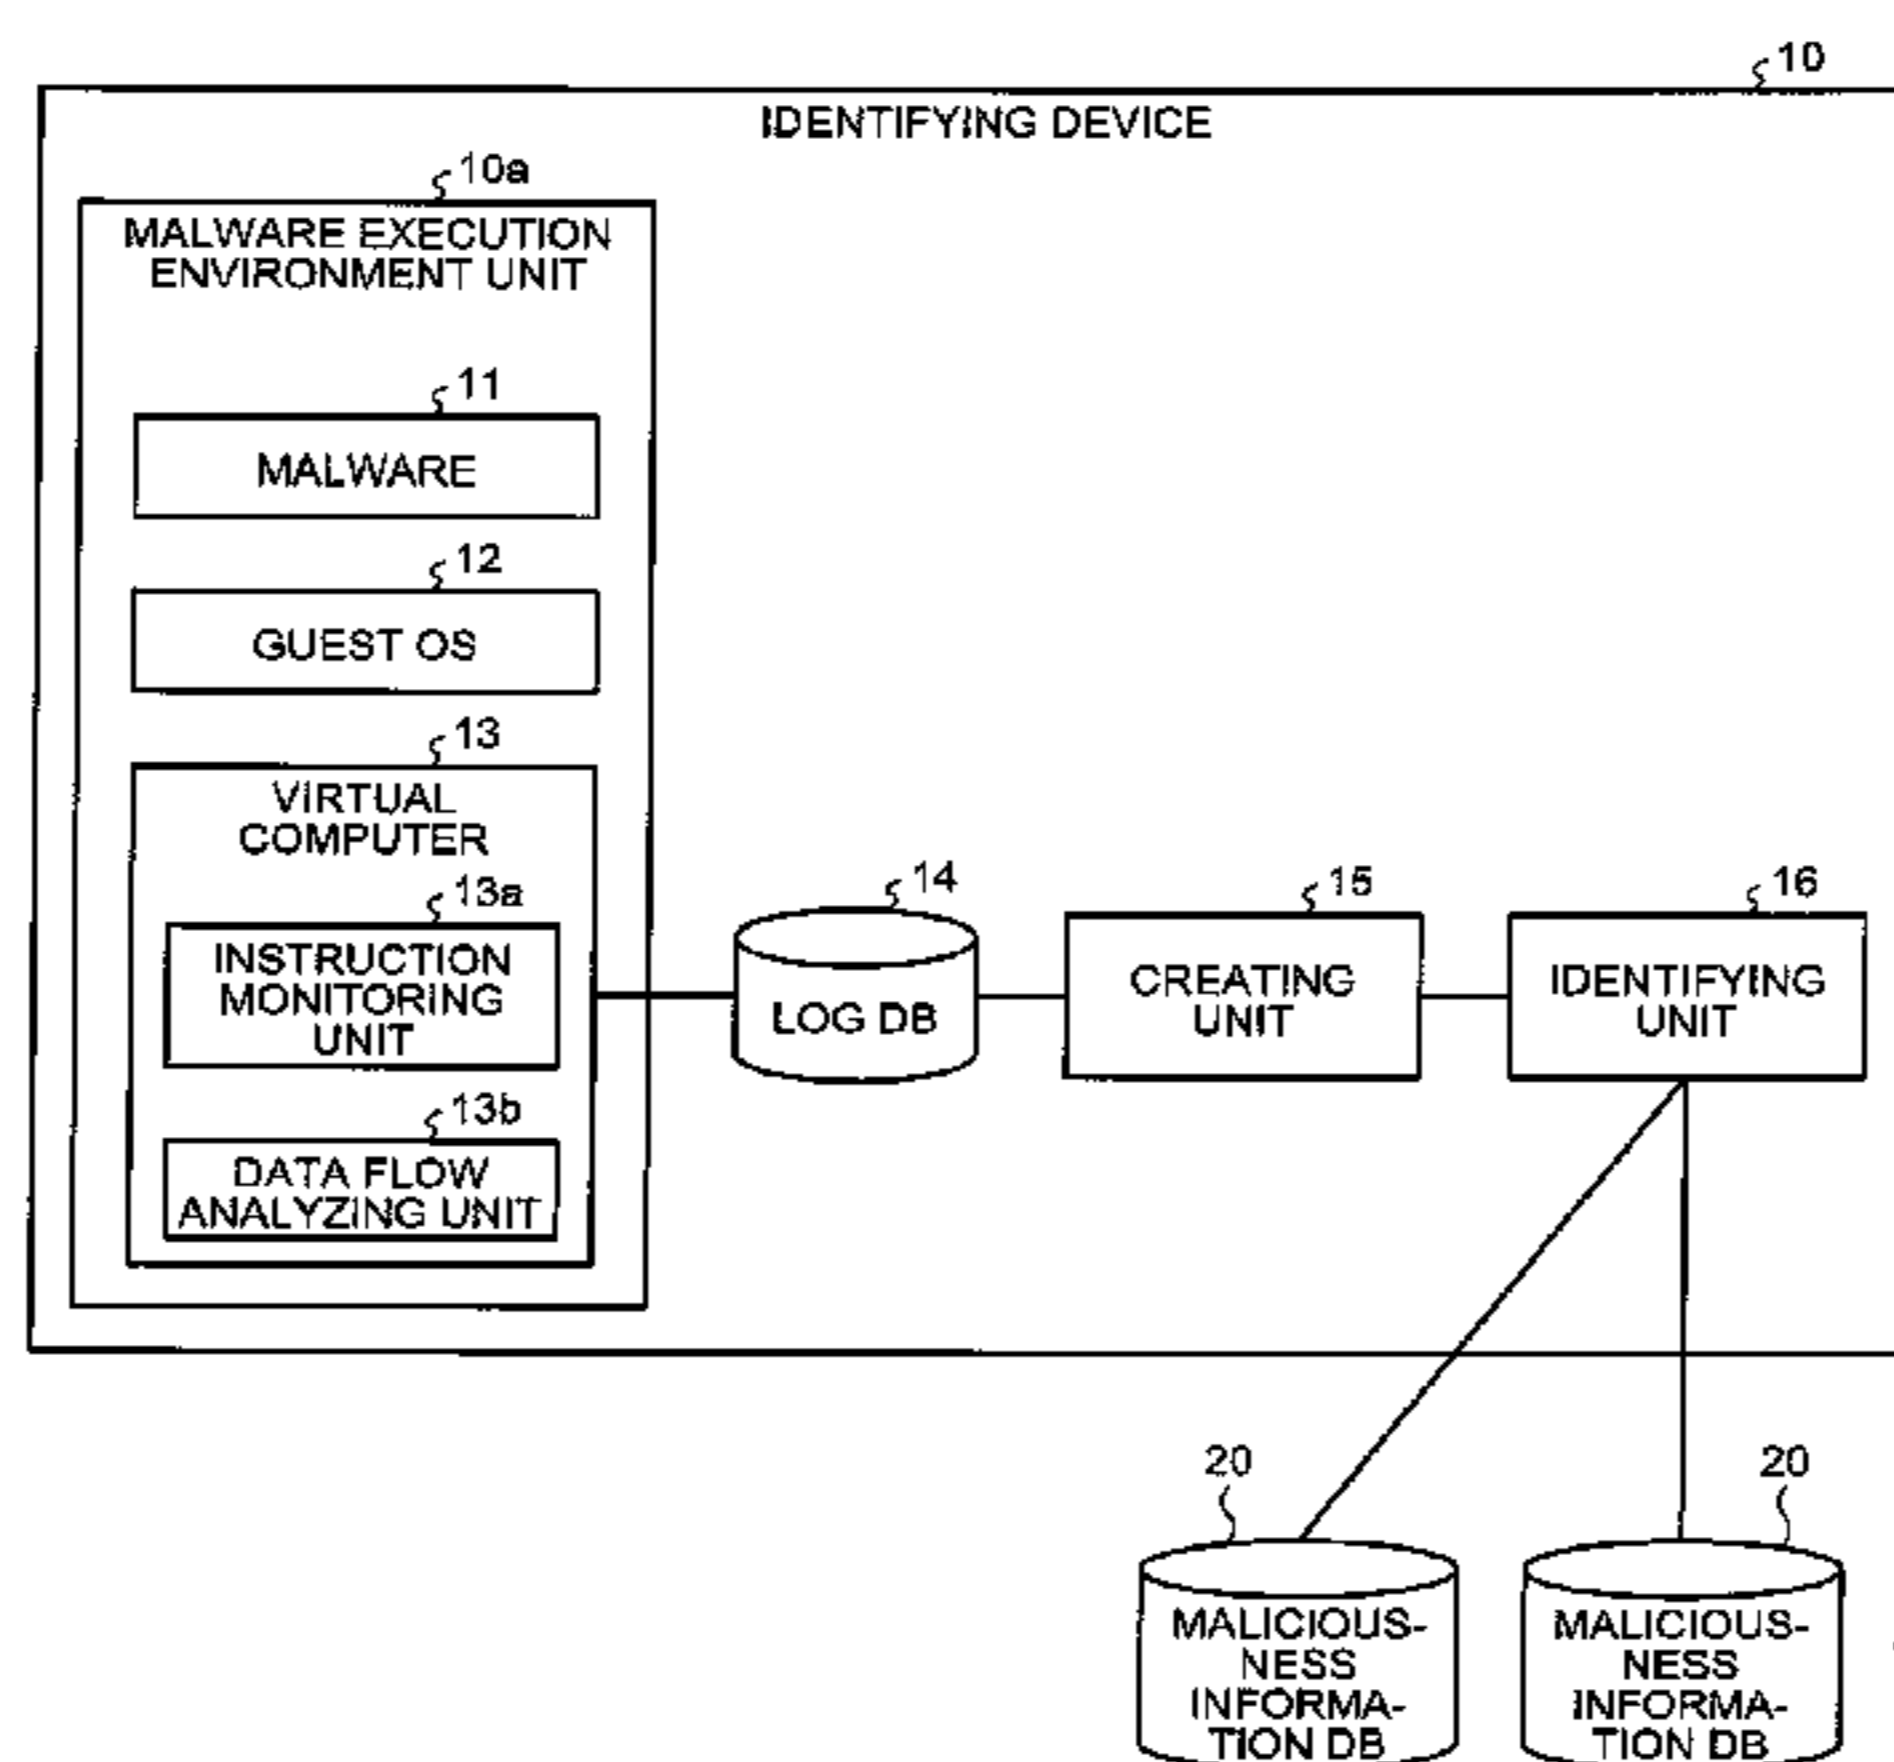 10
IDENTIFYING DEVICE
10a
MALWARE EXECUTION
ENVIRONMENT UNIT
11
MALWARE
12
GUEST OS
13
VIRTUAL
COMPUTER
13a
INSTRUCTION
MONITORING
UNIT
13b
DATA FLOW
ANALYZING UNIT
14
LOG DB
15
CREATING
UNIT
16
IDENTIFYING
UNIT
20
MALICIOUS-
NESS
INFORMA-
TION DB
20
MALICIOUS-
NESS
INFORMA-
TION DB